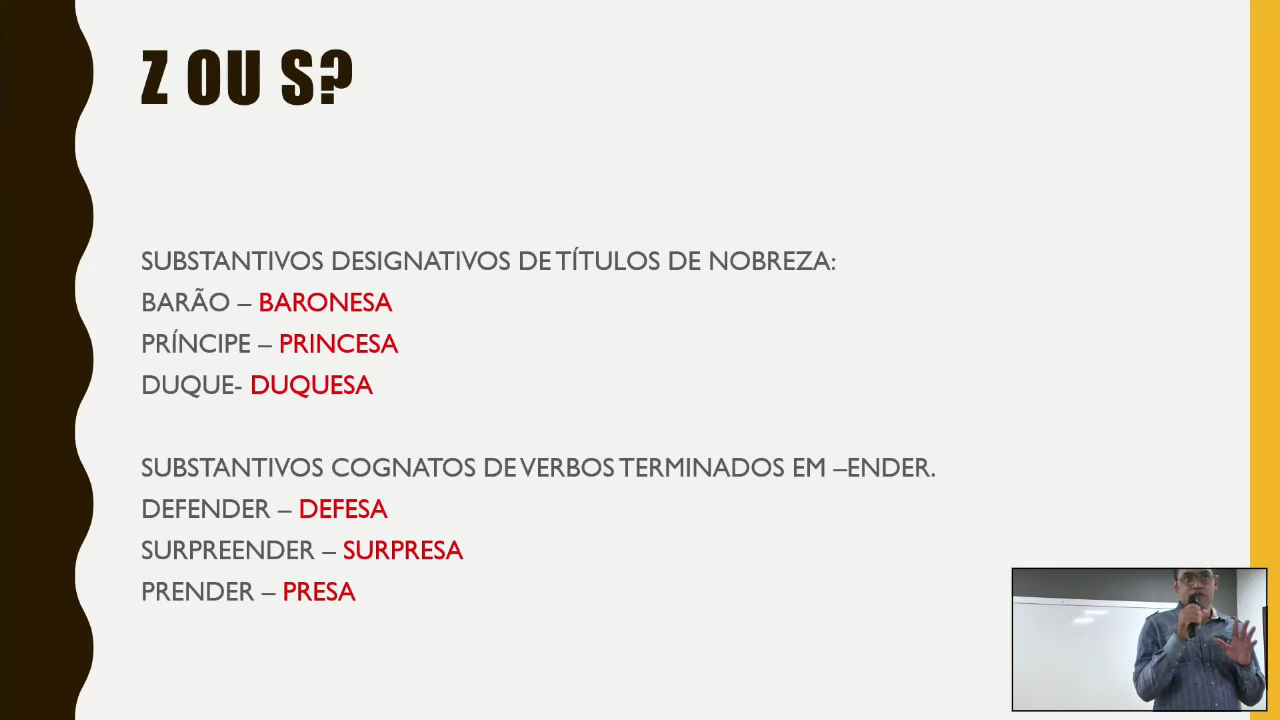 Z OU S?
SUBSTANTIVOS DESIGNATIVOS DE TÍTULOS DE NOBREZA:
BARÃO – BARONESA
PRÍNCIPE – PRINCESA
DUQUE- DUQUESA
SUBSTANTIVOS COGNATOS DE VERBOS TERMINADOS EM –ENDER.
DEFENDER – DEFESA
SURPREENDER – SURPRESA
PRENDER – PRESA